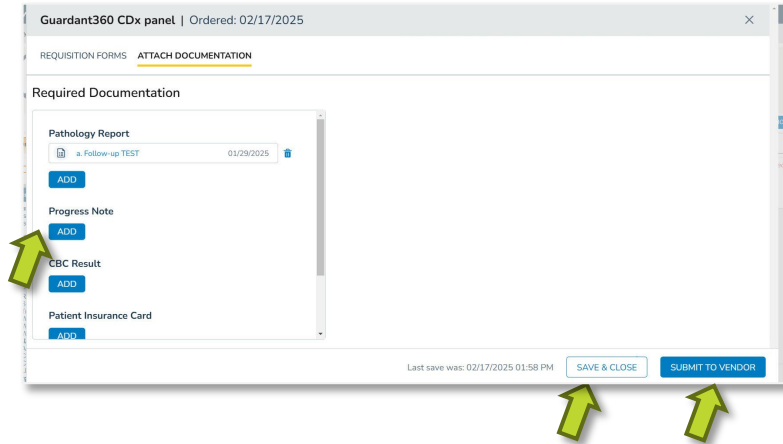 Guardant360 CDx panel | Ordered: 02/17/2025
REQUISITION FORMS ATTACH DOCUMENTATION
Required Documentation
Pathology Report
a. Follow-up TEST 01/29/2025
ADD
Progress Note
ADD
CBC Result
ADD
Patient Insurance Card
ADD
Last save was: 02/17/2025 01:58 PM SAVE & CLOSE SUBMIT TO VENDOR